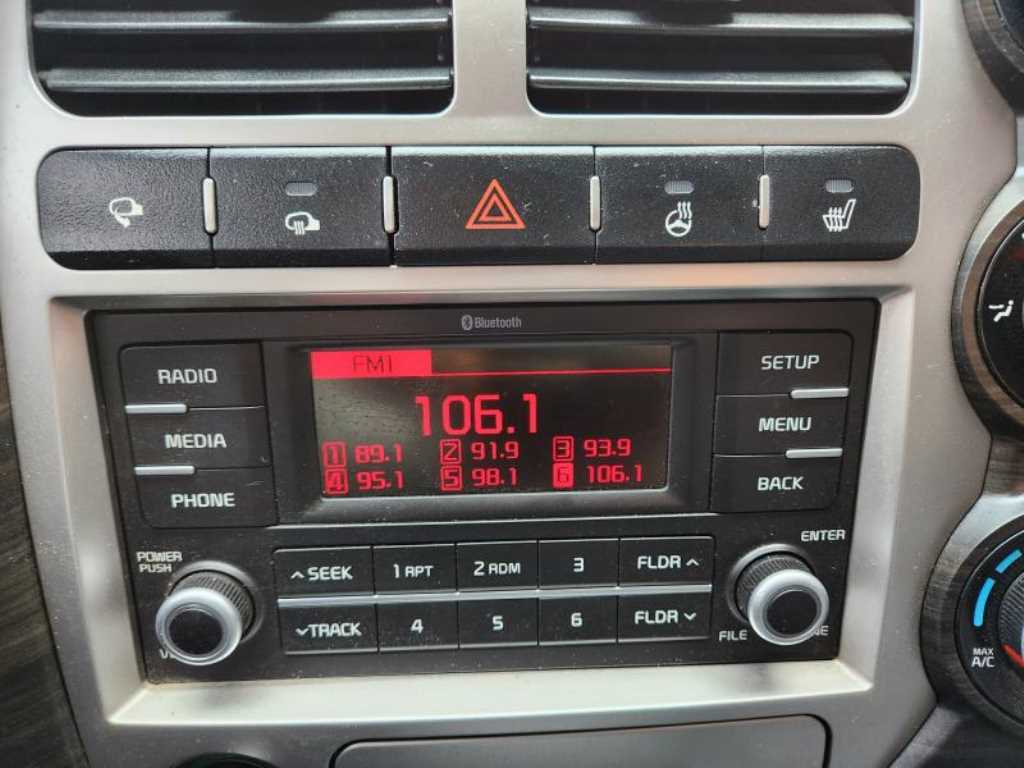 Bluetooth
RADIO
MEDIA
PHONE
FM1
106.1
1 89.1 2 91.9 3 93.9
4 95.1 5 98.1 6 106.1
SETUP
MENU
BACK
POWER
PUSH
SEEK 1 RPT 2 RDM 3 FLDR
TRACK 4 5 6 FLDR
ENTER
FILE
MAX
A/C